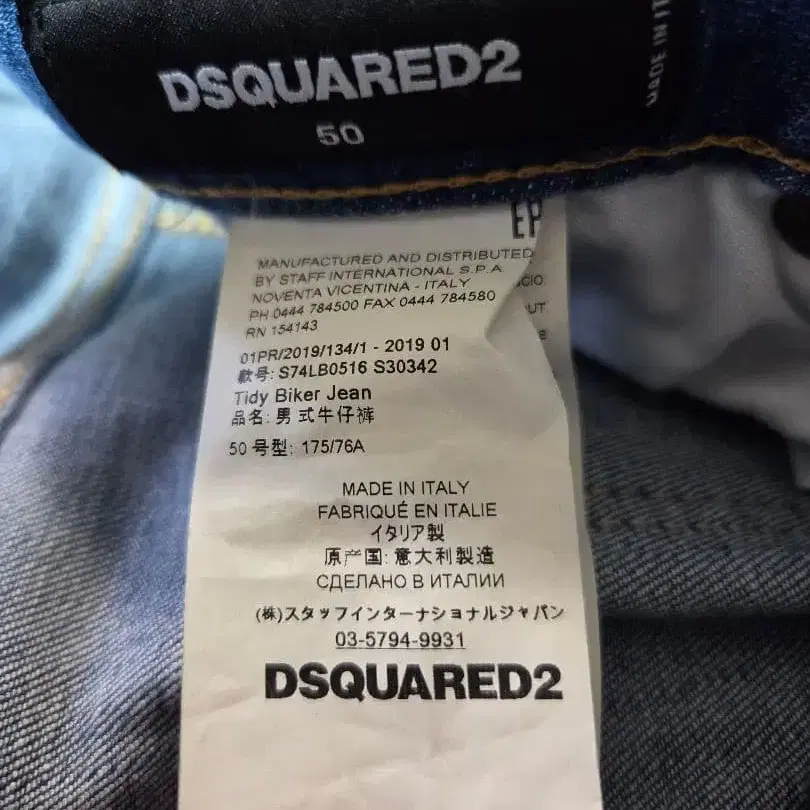 DSQUARED2
50
MADE IN IT
EP
MANUFACTURED AND DISTRIBUTED
BY STAFF INTERNATIONAL S.P.A.
NOVENTA VICENTINA - ITALY
PH 0444 784500 FAX 0444 784580
RN 154143
01PR/2019/134/1 - 2019 01
款号: S74LB0516 S30342
Tidy Biker Jean
品名: 男式牛仔裤
50 号型: 175/76A
MADE IN ITALY
FABRIQUÉ EN ITALIE
イタリア製
原产国: 意大利製造
СДЕЛАНО В ИТАЛИИ
(株)スタッフインターナショナルジャパン
03-5794-9931
DSQUARED2